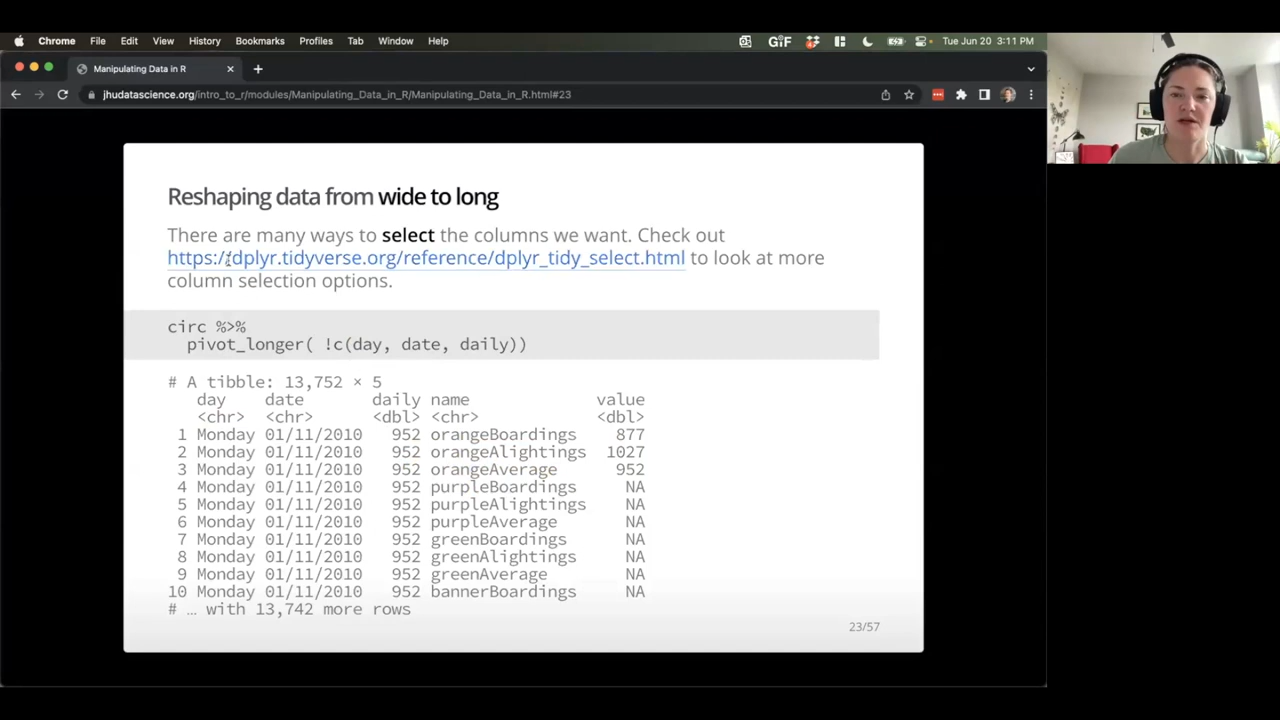 Chrome File Edit View History Bookmarks Profiles Tab Window Help GIF Tue Jun 20 3:11 PM
Manipulating Data in R
jhudatascience.org/intro_to_r/modules/Manipulating_Data_in_R/Manipulating_Data_in_R.html#23
Reshaping data from wide to long
There are many ways to select the columns we want. Check out
https://dplyr.tidyverse.org/reference/dplyr_tidy_select.html to look at more
column selection options.
circ %>%
pivot_longer( !c(day, date, daily))
# A tibble: 13,752 × 5
day date daily name value
<chr> <chr> <dbl> <chr> <dbl>
1 Monday 01/11/2010 952 orangeBoardings 877
2 Monday 01/11/2010 952 orangeAlightings 1027
3 Monday 01/11/2010 952 orangeAverage 952
4 Monday 01/11/2010 952 purpleBoardings NA
5 Monday 01/11/2010 952 purpleAlightings NA
6 Monday 01/11/2010 952 purpleAverage NA
7 Monday 01/11/2010 952 greenBoardings NA
8 Monday 01/11/2010 952 greenAlightings NA
9 Monday 01/11/2010 952 greenAverage NA
10 Monday 01/11/2010 952 bannerBoardings NA
# … with 13,742 more rows
23/57